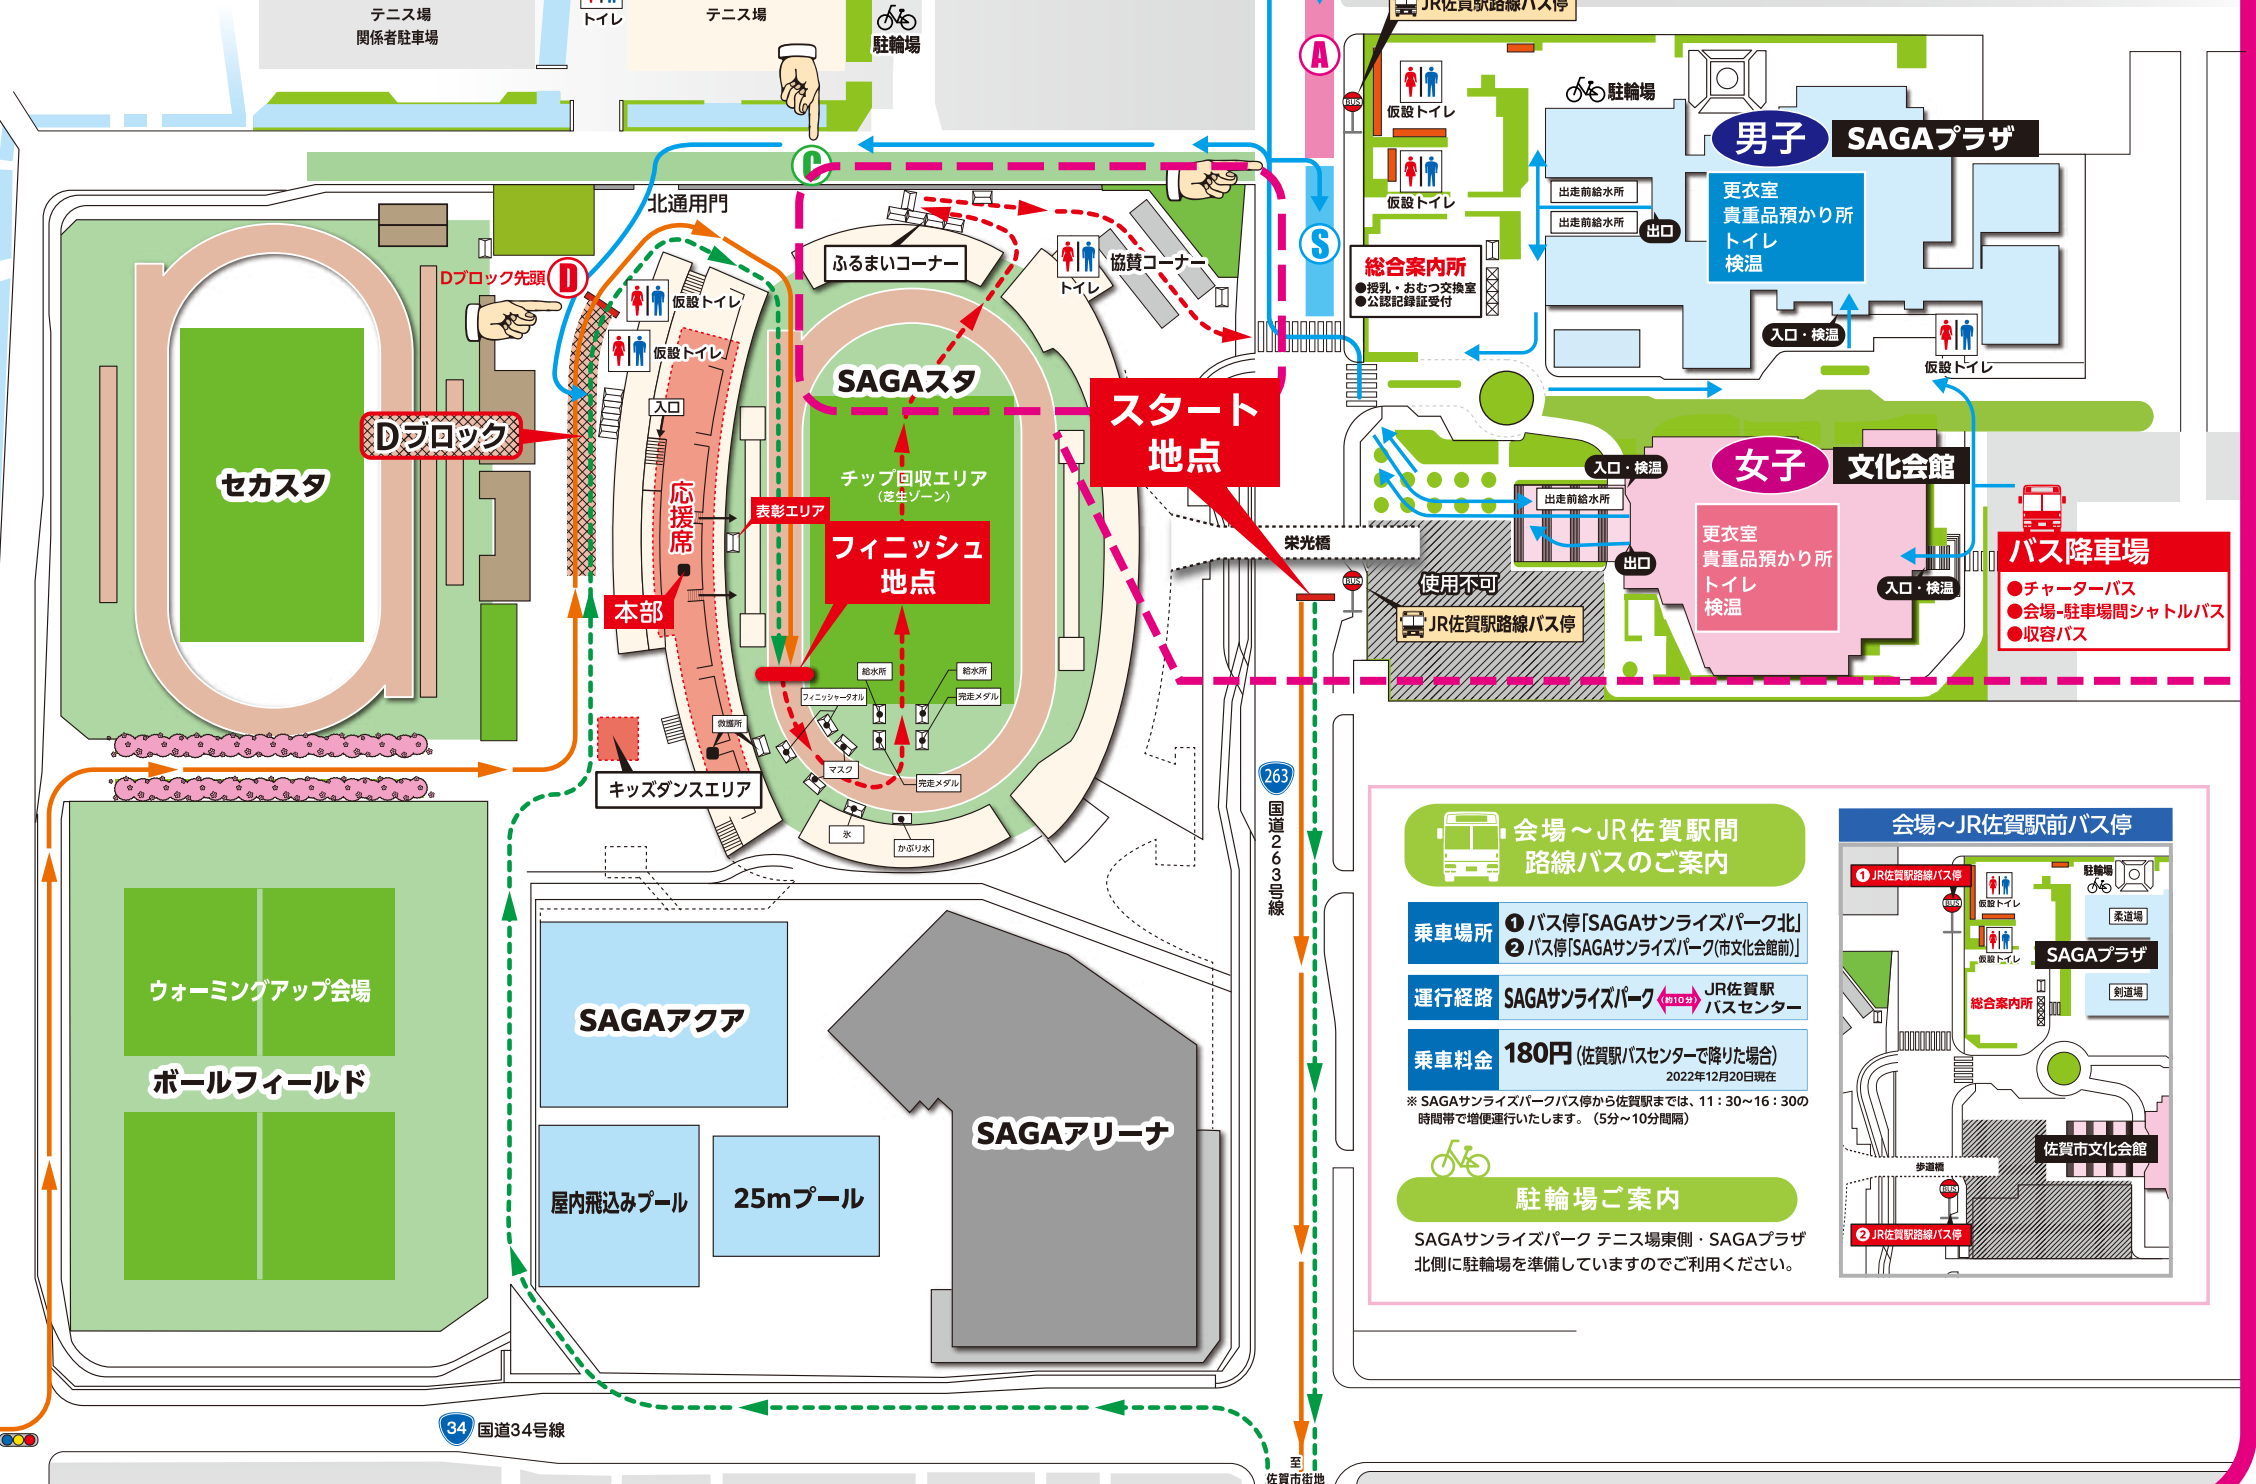 テニス場
関係者駐車場
トイレ
テニス場
駐輪場
JR佐賀駅路線バス停
A
BUS
仮設トイレ
仮設トイレ
駐輪場
男子
SAGAプラザ
更衣室
貴重品預かり所
トイレ
検温
出走前給水所
出走前給水所
出口
入口・検温
仮設トイレ
総合案内所
●授乳・おむつ交換室
●公認記録証受付
C
S
北通用門
Dブロック先頭
D
仮設トイレ
仮設トイレ
ふるまいコーナー
トイレ
協賛コーナー
SAGAスタ
入口
Dブロック
セカスタ
応援席
チップ回収エリア
(芝生ゾーン)
表彰エリア
フィニッシュ
地点
本部
スタート
地点
栄光橋
使用不可
BUS
JR佐賀駅路線バス停
女子
文化会館
入口・検温
出走前給水所
更衣室
貴重品預かり所
トイレ
検温
出口
入口・検温
バス降車場
●チャーターバス
●会場-駐車場間シャトルバス
●収容バス
給水所
給水所
フィニッシャータオル
完走メダル
救護所
マスク
完走メダル
氷
かぶり水
キッズダンスエリア
263
国道263号線
ウォーミングアップ会場
ボールフィールド
SAGAアクア
屋内飛込みプール
25mプール
SAGAアリーナ
34
国道34号線
至
佐賀市街地
会場～JR佐賀駅間
路線バスのご案内
乗車場所
❶ バス停「SAGAサンライズパーク北」
❷ バス停「SAGAサンライズパーク(市文化会館前)」
運行経路
SAGAサンライズパーク
(約10分)
JR佐賀駅
バスセンター
乗車料金
180円(佐賀駅バスセンターで降りた場合)
2022年12月20日現在
※ SAGAサンライズパークバス停から佐賀駅までは、11：30～16：30の
時間帯で増便運行いたします。（5分～10分間隔）
駐輪場ご案内
SAGAサンライズパーク テニス場東側・SAGAプラザ
北側に駐輪場を準備していますのでご利用ください。
会場～JR佐賀駅前バス停
❶ JR佐賀駅路線バス停
BUS
仮設トイレ
仮設トイレ
駐輪場
柔道場
SAGAプラザ
剣道場
総合案内所
佐賀市文化会館
歩道橋
BUS
❷ JR佐賀駅路線バス停